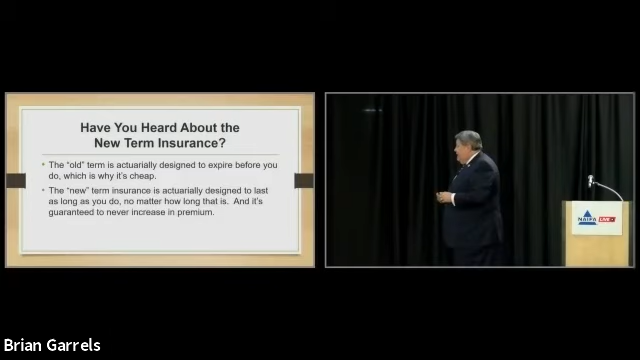 Have You Heard About the
New Term Insurance?
• The “old” term is actuarially designed to expire before you
do, which is why it’s cheap.
• The “new” term insurance is actuarially designed to last
as long as you do, no matter how long that is.  And it’s
guaranteed to never increase in premium.
NAIFA LIVE
Brian Garrels